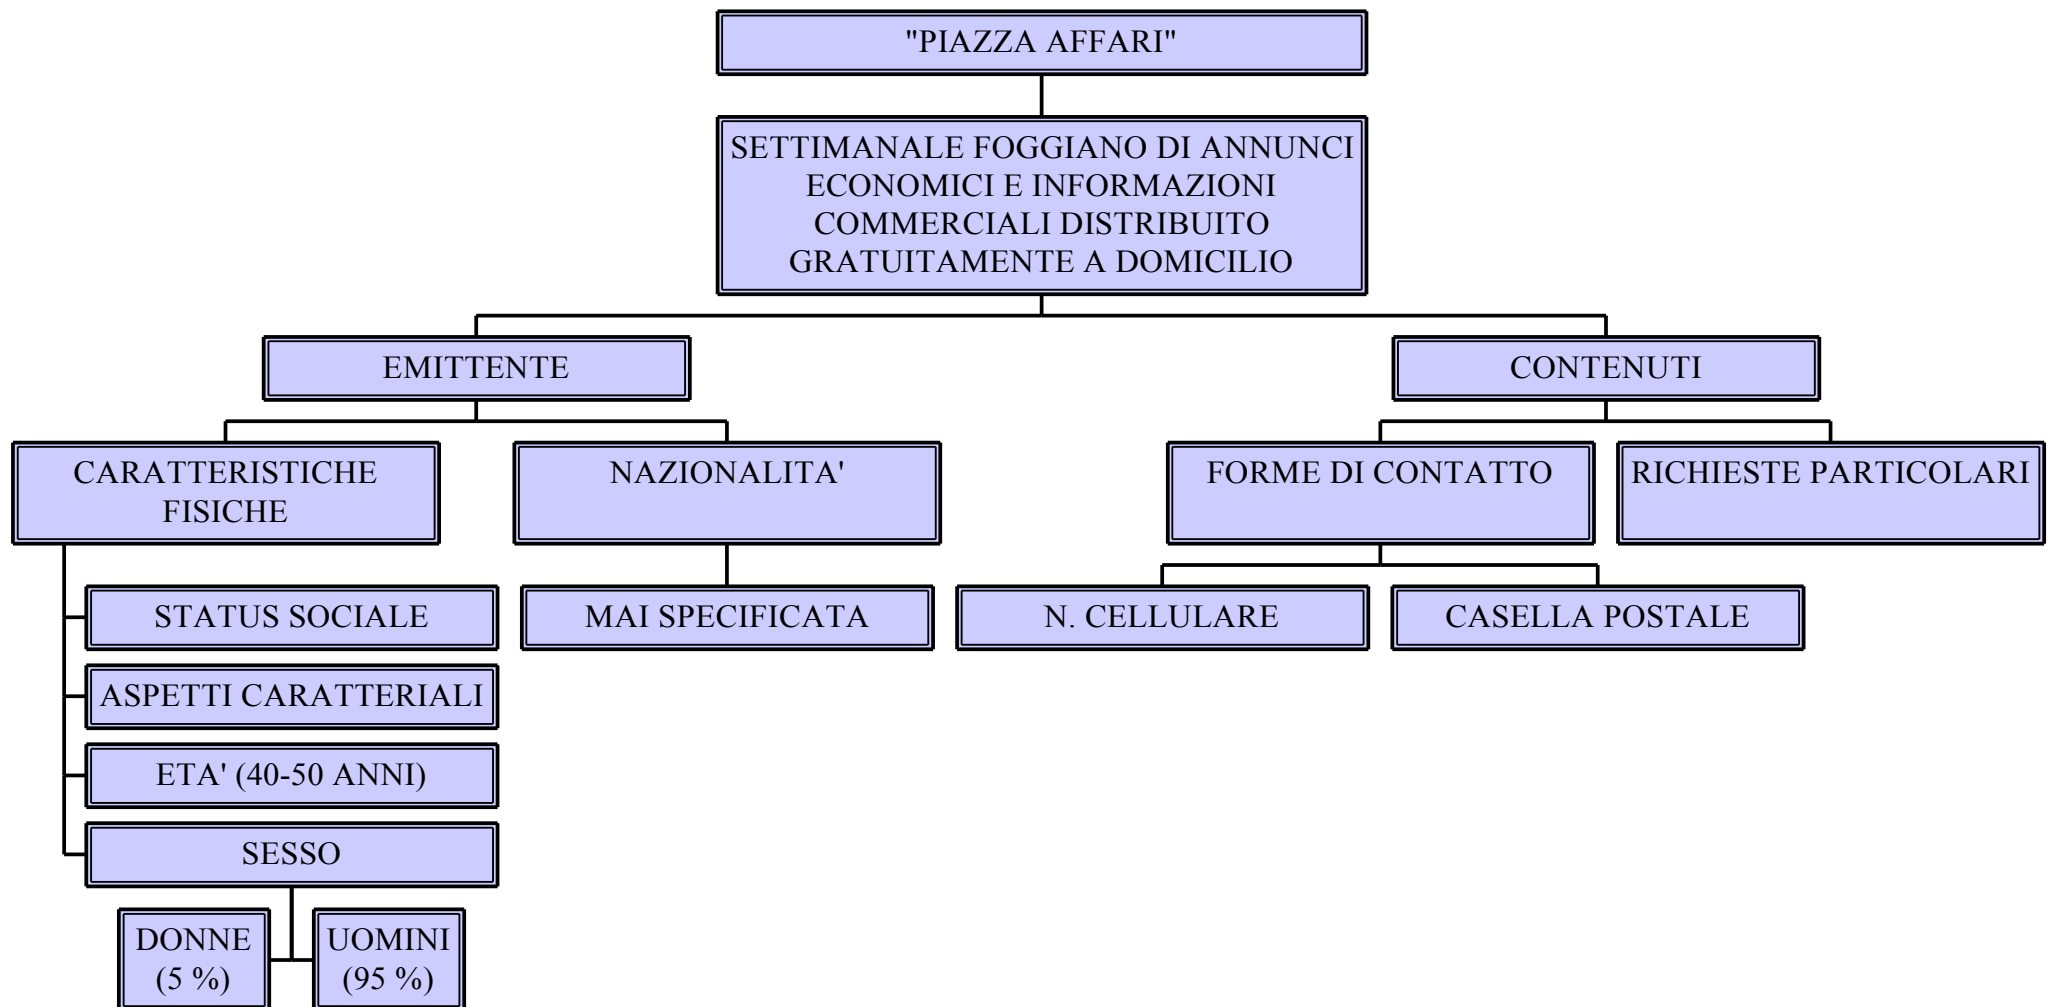 "PIAZZA AFFARI"
SETTIMANALE FOGGIANO DI ANNUNCI
ECONOMICI E INFORMAZIONI
COMMERCIALI DISTRIBUITO
GRATUITAMENTE A DOMICILIO
EMITTENTE
CONTENUTI
CARATTERISTICHE
FISICHE
NAZIONALITA'
FORME DI CONTATTO
RICHIESTE PARTICOLARI
STATUS SOCIALE
MAI SPECIFICATA
N. CELLULARE
CASELLA POSTALE
ASPETTI CARATTERIALI
ETA' (40-50 ANNI)
SESSO
DONNE
(5 %)
UOMINI
(95 %)